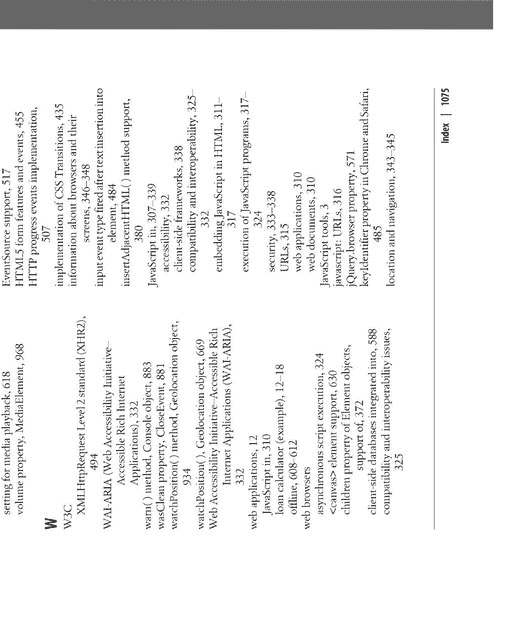 setting for media playback, 618
volume property, MediaElement, 968
W
W3C
XMLHttpRequest Level 2 standard (XHR2),
494
WAI-ARIA (Web Accessibility Initiative–
Accessible Rich Internet
Applications), 332
warn( ) method, Console object, 883
wasClean property, CloseEvent, 881
watchPosition( ) method, Geolocation object,
934
watchPosition( ), Geolocation object, 669
Web Accessibility Initiative–Accessible Rich
Internet Applications (WAI-ARIA),
332
web applications, 12
JavaScript in, 310
loan calculator (example), 12–18
offline, 608–612
web browsers
asynchronous script execution, 324
<canvas> element support, 630
children property of Element objects,
support of, 372
client-side databases integrated into, 588
compatibility and interoperability issues,
325
EventSource support, 517
HTML5 form features and events, 455
HTTP progress events implementation,
507
implementation of CSS Transitions, 435
information about browsers and their
screens, 346–348
input event type fired after text insertion into
element, 484
insertAdjacentHTML( ) method support,
380
JavaScript in, 307–339
accessibility, 332
client-side frameworks, 338
compatibility and interoperability, 325–
332
embedding JavaScript in HTML, 311–
317
execution of JavaScript programs, 317–
324
security, 333–338
URLs, 315
web applications, 310
web documents, 310
JavaScript tools, 3
javascript: URLs, 316
jQuery.browser property, 571
keyIdentifier property in Chrome and Safari,
485
location and navigation, 343–345
Index | 1075